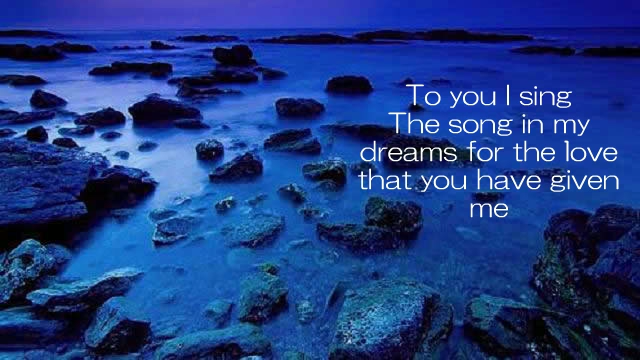 To you I sing
The song in my
dreams for the love
that you have given
me